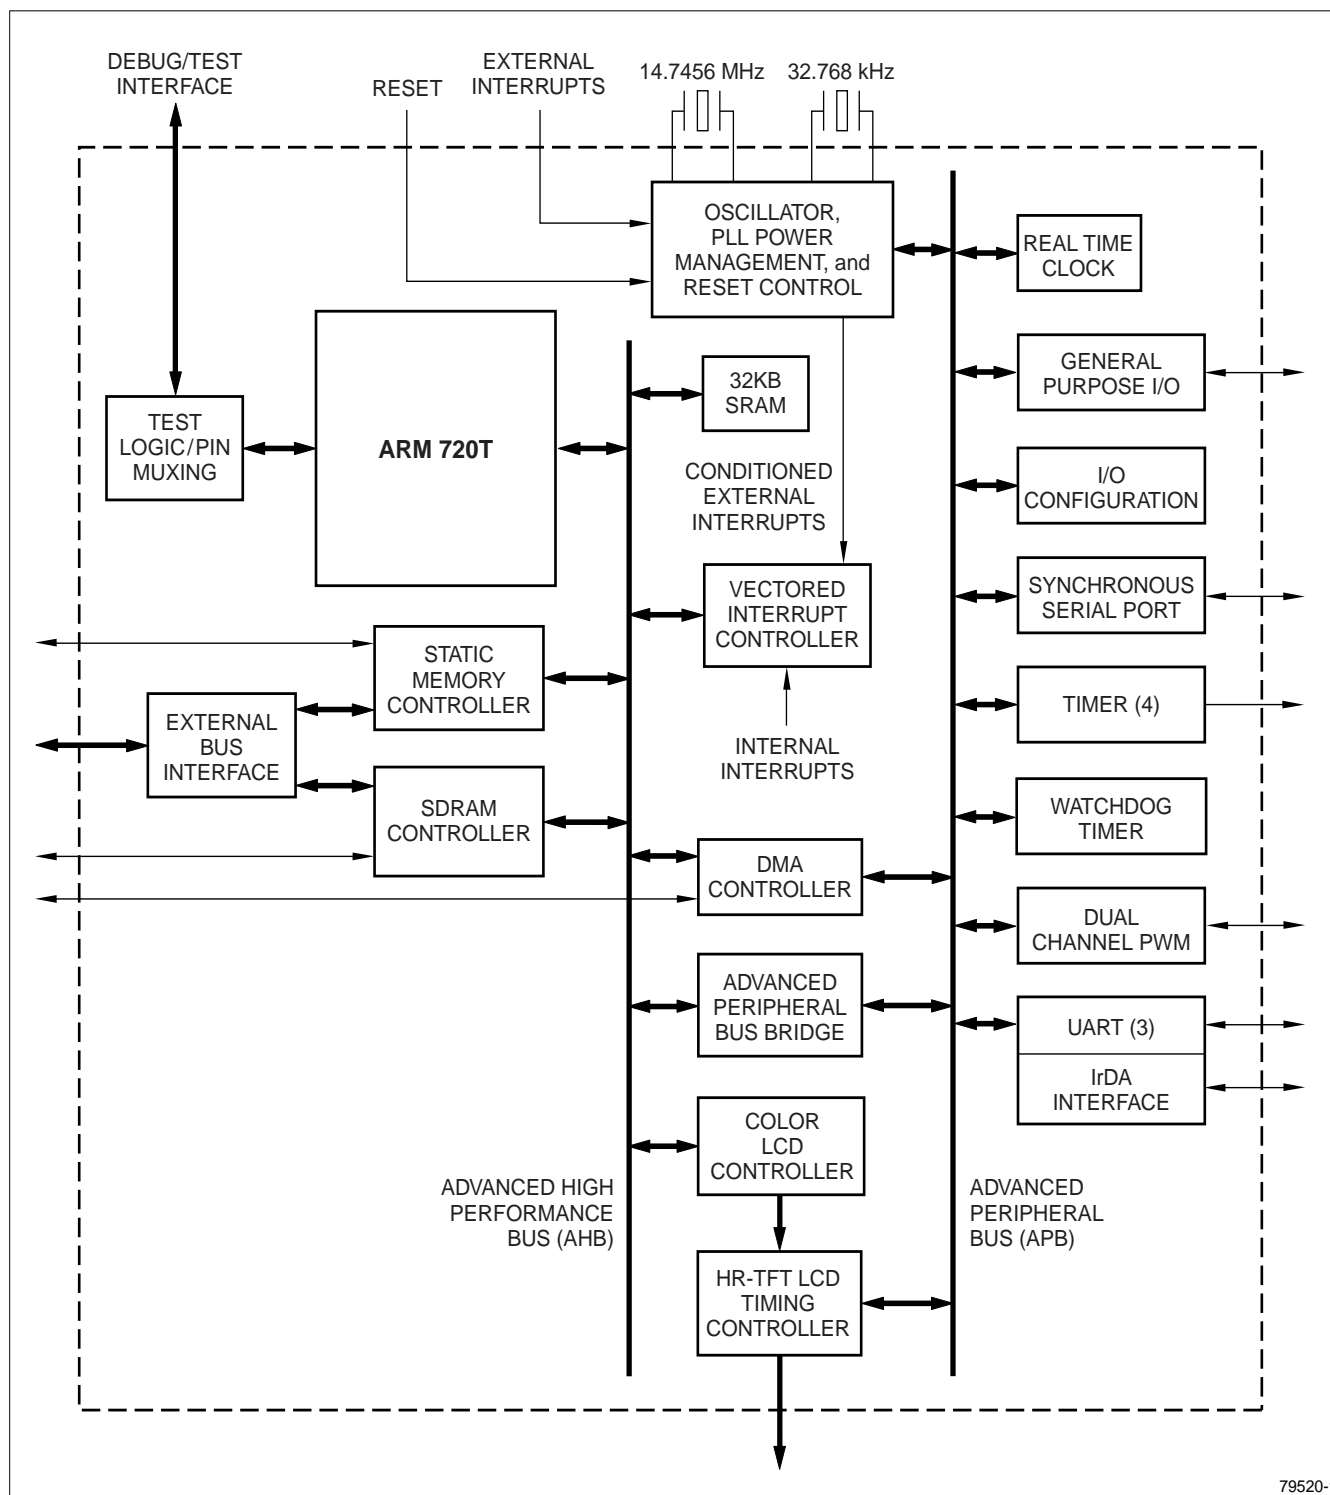 DEBUG/TEST
INTERFACE
RESET
EXTERNAL
INTERRUPTS
14.7456 MHz
32.768 kHz
OSCILLATOR,
PLL POWER
MANAGEMENT, and
RESET CONTROL
REAL TIME
CLOCK
GENERAL
PURPOSE I/O
32KB
SRAM
TEST
LOGIC/PIN
MUXING
ARM 720T
CONDITIONED
EXTERNAL
INTERRUPTS
I/O
CONFIGURATION
VECTORED
INTERRUPT
CONTROLLER
SYNCHRONOUS
SERIAL PORT
STATIC
MEMORY
CONTROLLER
EXTERNAL
BUS
INTERFACE
INTERNAL
INTERRUPTS
TIMER (4)
SDRAM
CONTROLLER
WATCHDOG
TIMER
DMA
CONTROLLER
DUAL
CHANNEL PWM
ADVANCED
PERIPHERAL
BUS BRIDGE
UART (3)
IrDA
INTERFACE
COLOR
LCD
CONTROLLER
ADVANCED HIGH
PERFORMANCE
BUS (AHB)
ADVANCED
PERIPHERAL
BUS (APB)
HR-TFT LCD
TIMING
CONTROLLER
79520-